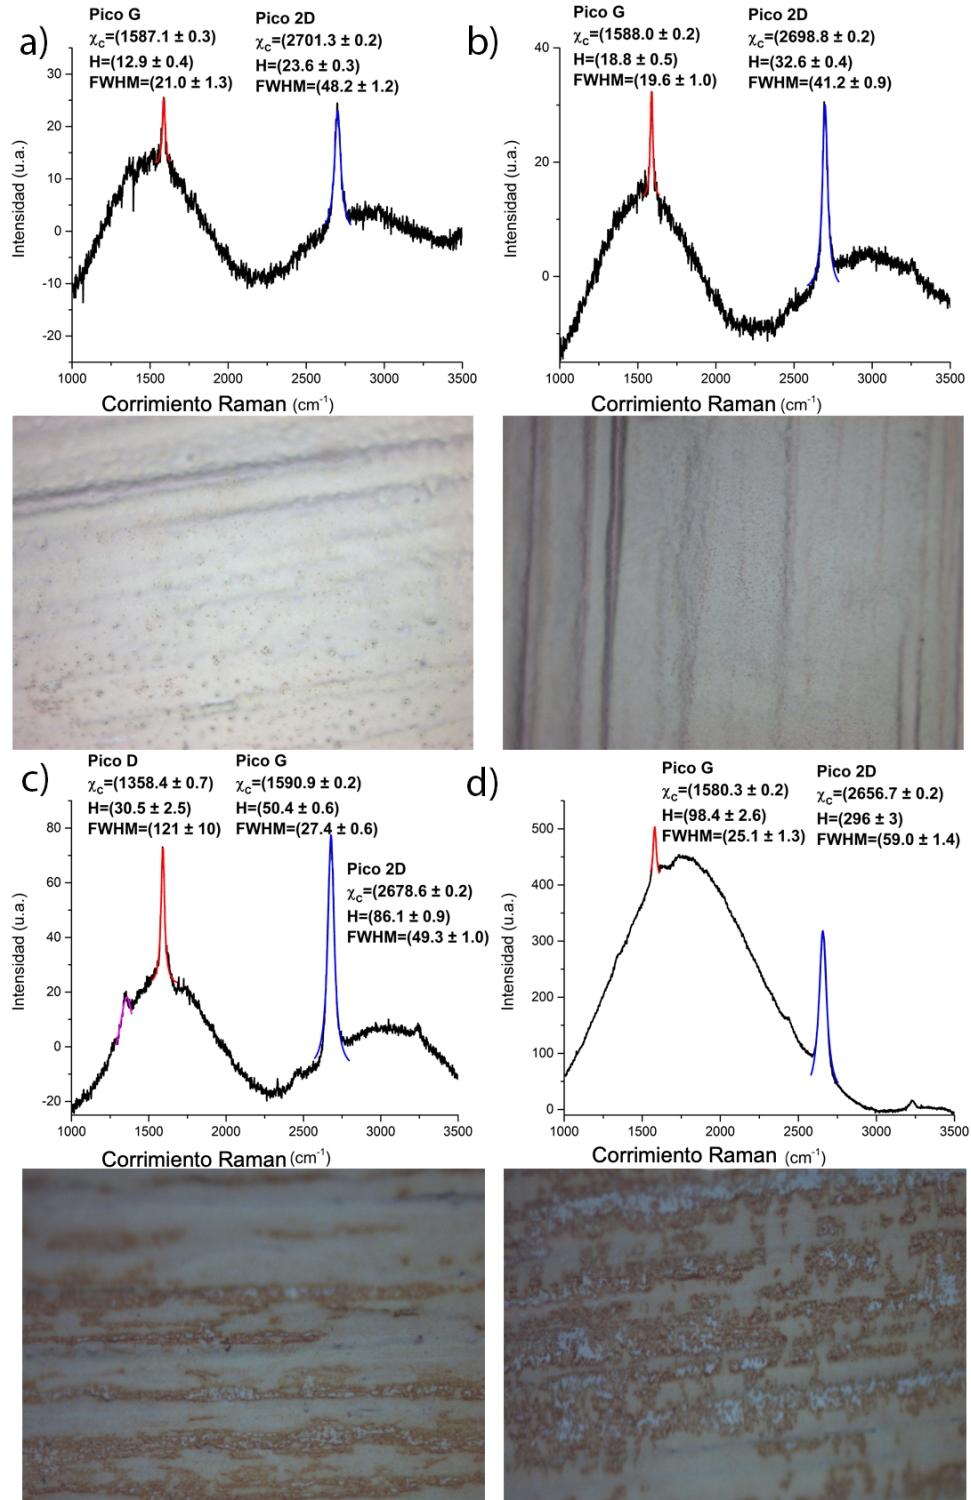 a)
Pico G
χc=(1587.1 ± 0.3)
H=(12.9 ± 0.4)
FWHM=(21.0 ± 1.3)
Pico 2D
χc=(2701.3 ± 0.2)
H=(23.6 ± 0.3)
FWHM=(48.2 ± 1.2)
Intensidad (u.a.)
30
20
10
0
-10
-20
1000 1500 2000 2500 3000 3500
Corrimiento Raman (cm⁻¹)
b)
Pico G
χc=(1588.0 ± 0.2)
H=(18.8 ± 0.5)
FWHM=(19.6 ± 1.0)
Pico 2D
χc=(2698.8 ± 0.2)
H=(32.6 ± 0.4)
FWHM=(41.2 ± 0.9)
Intensidad (u.a.)
40
20
0
1000 1500 2000 2500 3000 3500
Corrimiento Raman (cm⁻¹)
c)
Pico D
χc=(1358.4 ± 0.7)
H=(30.5 ± 2.5)
FWHM=(121 ± 10)
Pico G
χc=(1590.9 ± 0.2)
H=(50.4 ± 0.6)
FWHM=(27.4 ± 0.6)
Pico 2D
χc=(2678.6 ± 0.2)
H=(86.1 ± 0.9)
FWHM=(49.3 ± 1.0)
Intensidad (u.a.)
80
60
40
20
0
-20
1000 1500 2000 2500 3000 3500
Corrimiento Raman (cm⁻¹)
d)
Pico G
χc=(1580.3 ± 0.2)
H=(98.4 ± 2.6)
FWHM=(25.1 ± 1.3)
Pico 2D
χc=(2656.7 ± 0.2)
H=(296 ± 3)
FWHM=(59.0 ± 1.4)
Intensidad (u.a.)
500
400
300
200
100
0
1000 1500 2000 2500 3000 3500
Corrimiento Raman (cm⁻¹)